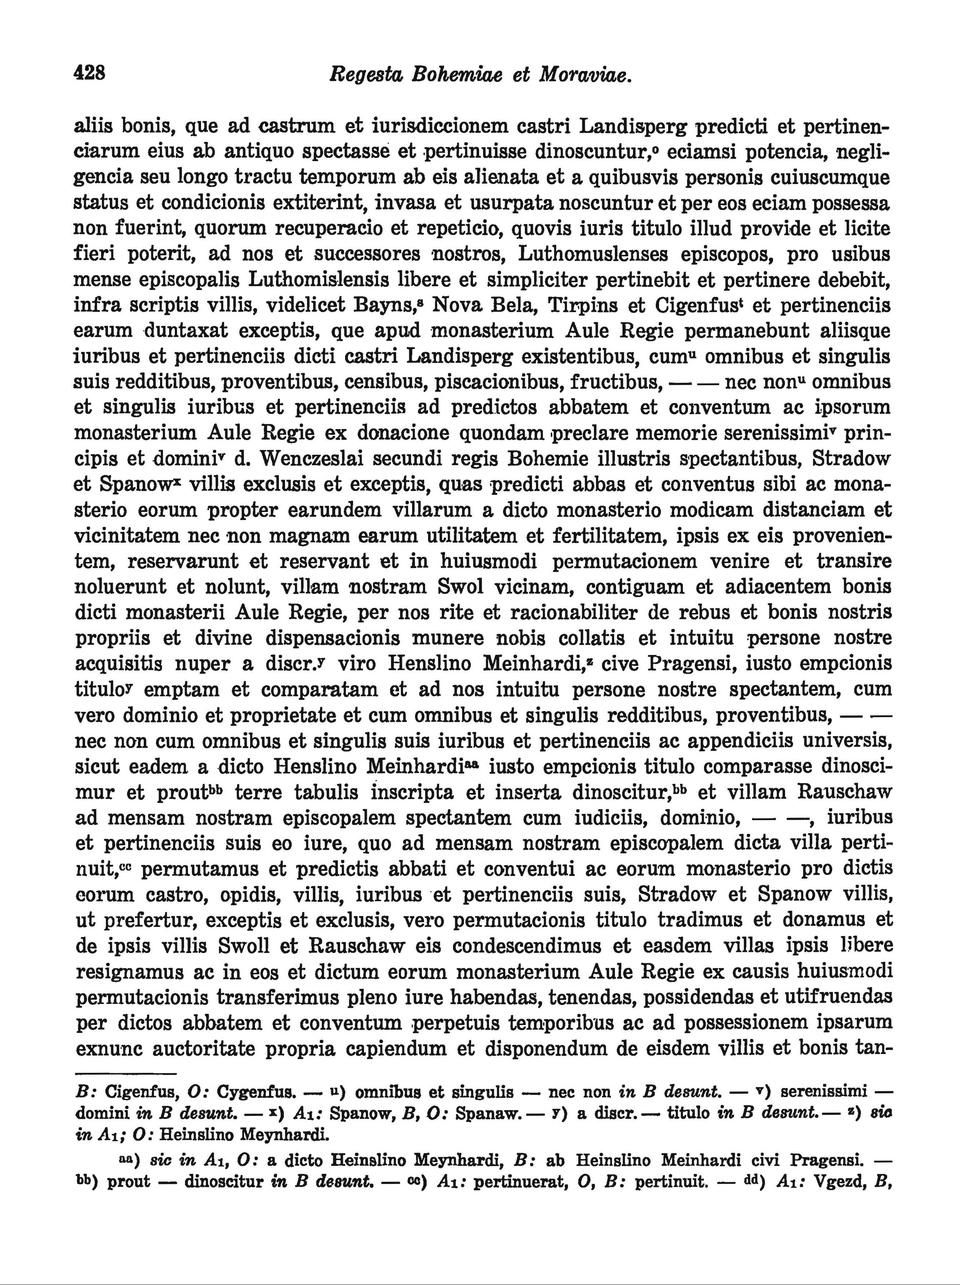 428
Regesta Bohemiae et Moraviae.
aliis bonis, que ad castrum et iurisdiccionem castri Landisperg predicti et pertinen-
ciarum eius ab antiquo spectasse et pertinuisse dinoscuntur,ᵒ eciamsi potencia, negli-
gencia seu longo tractu temporum ab eis alienata et a quibusvis personis cuiuscumque
status et condicionis extiterint, invasa et usurpata noscuntur et per eos eciam possessa
non fuerint, quorum recuperacio et repeticio, quovis iuris titulo illud provide et licite
fieri poterit, ad nos et successores nostros, Luthomuslenses episcopos, pro usibus
mense episcopalis Luthomislensis libere et simpliciter pertinebit et pertinere debebit,
infra scriptis villis, videlicet Bayns,ˢ Nova Bela, Tirpins et Cigenfusᵗ et pertinenciis
earum duntaxat exceptis, que apud monasterium Aule Regie permanebunt aliisque
iuribus et pertinenciis dicti castri Landisperg existentibus, cumᵘ omnibus et singulis
suis redditibus, proventibus, censibus, piscacionibus, fructibus, — — nec nonᵘ omnibus
et singulis iuribus et pertinenciis ad predictos abbatem et conventum ac ipsorum
monasterium Aule Regie ex donacione quondam preclare memorie serenissimiᵛ prin-
cipis et dominiᵛ d. Wenczeslai secundi regis Bohemie illustris spectantibus, Stradow
et Spanowˣ villis exclusis et exceptis, quas predicti abbas et conventus sibi ac mona-
sterio eorum propter earundem villarum a dicto monasterio modicam distanciam et
vicinitatem nec non magnam earum utilitatem et fertilitatem, ipsis ex eis provenien-
tem, reservarunt et reservant et in huiusmodi permutacionem venire et transire
noluerunt et nolunt, villam nostram Swol vicinam, contiguam et adiacentem bonis
dicti monasterii Aule Regie, per nos rite et racionabiliter de rebus et bonis nostris
propriis et divine dispensacionis munere nobis collatis et intuitu persone nostre
acquisitis nuper a discr.ʸ viro Henslino Meinhardi,ᶻ cive Pragensi, iusto empcionis
tituloʸ emptam et comparatam et ad nos intuitu persone nostre spectantem, cum
vero dominio et proprietate et cum omnibus et singulis redditibus, proventibus, — —
nec non cum omnibus et singulis suis iuribus et pertinenciis ac appendiciis universis,
sicut eadem a dicto Henslino Meinhardiᵃᵃ iusto empcionis titulo comparasse dinosci-
mur et proutᵇᵇ terre tabulis inscripta et inserta dinoscitur,ᵇᵇ et villam Rauschaw
ad mensam nostram episcopalem spectantem cum iudiciis, dominio, — —, iuribus
et pertinenciis suis eo iure, quo ad mensam nostram episcopalem dicta villa perti-
nuit,ᶜᶜ permutamus et predictis abbati et conventui ac eorum monasterio pro dictis
eorum castro, opidis, villis, iuribus et pertinenciis suis, Stradow et Spanow villis,
ut prefertur, exceptis et exclusis, vero permutacionis titulo tradimus et donamus et
de ipsis villis Swoll et Rauschaw eis condescendimus et easdem villas ipsis libere
resignamus ac in eos et dictum eorum monasterium Aule Regie ex causis huiusmodi
permutacionis transferimus pleno iure habendas, tenendas, possidendas et utifruendas
per dictos abbatem et conventum perpetuis temporibus ac ad possessionem ipsarum
exnunc auctoritate propria capiendum et disponendum de eisdem villis et bonis tan-
B: Cigenfus, O: Cygenfus. — ᵘ) omnibus et singulis — nec non in B desunt. — ᵛ) serenissimi —
domini in B desunt. — ˣ) A1: Spanow, B, O: Spanaw. — ʸ) a discr. — titulo in B desunt. — ᶻ) sic
in A1; O: Heinslino Meynhardi.
ᵃᵃ) sic in A1, O: a dicto Heinslino Meynhardi, B: ab Heinslino Meinhardi civi Pragensi. —
ᵇᵇ) prout — dinoscitur in B desunt. — ᶜᶜ) A1: pertinuerat, O, B: pertinuit. — ᵈᵈ) A1: Vgezd, B,